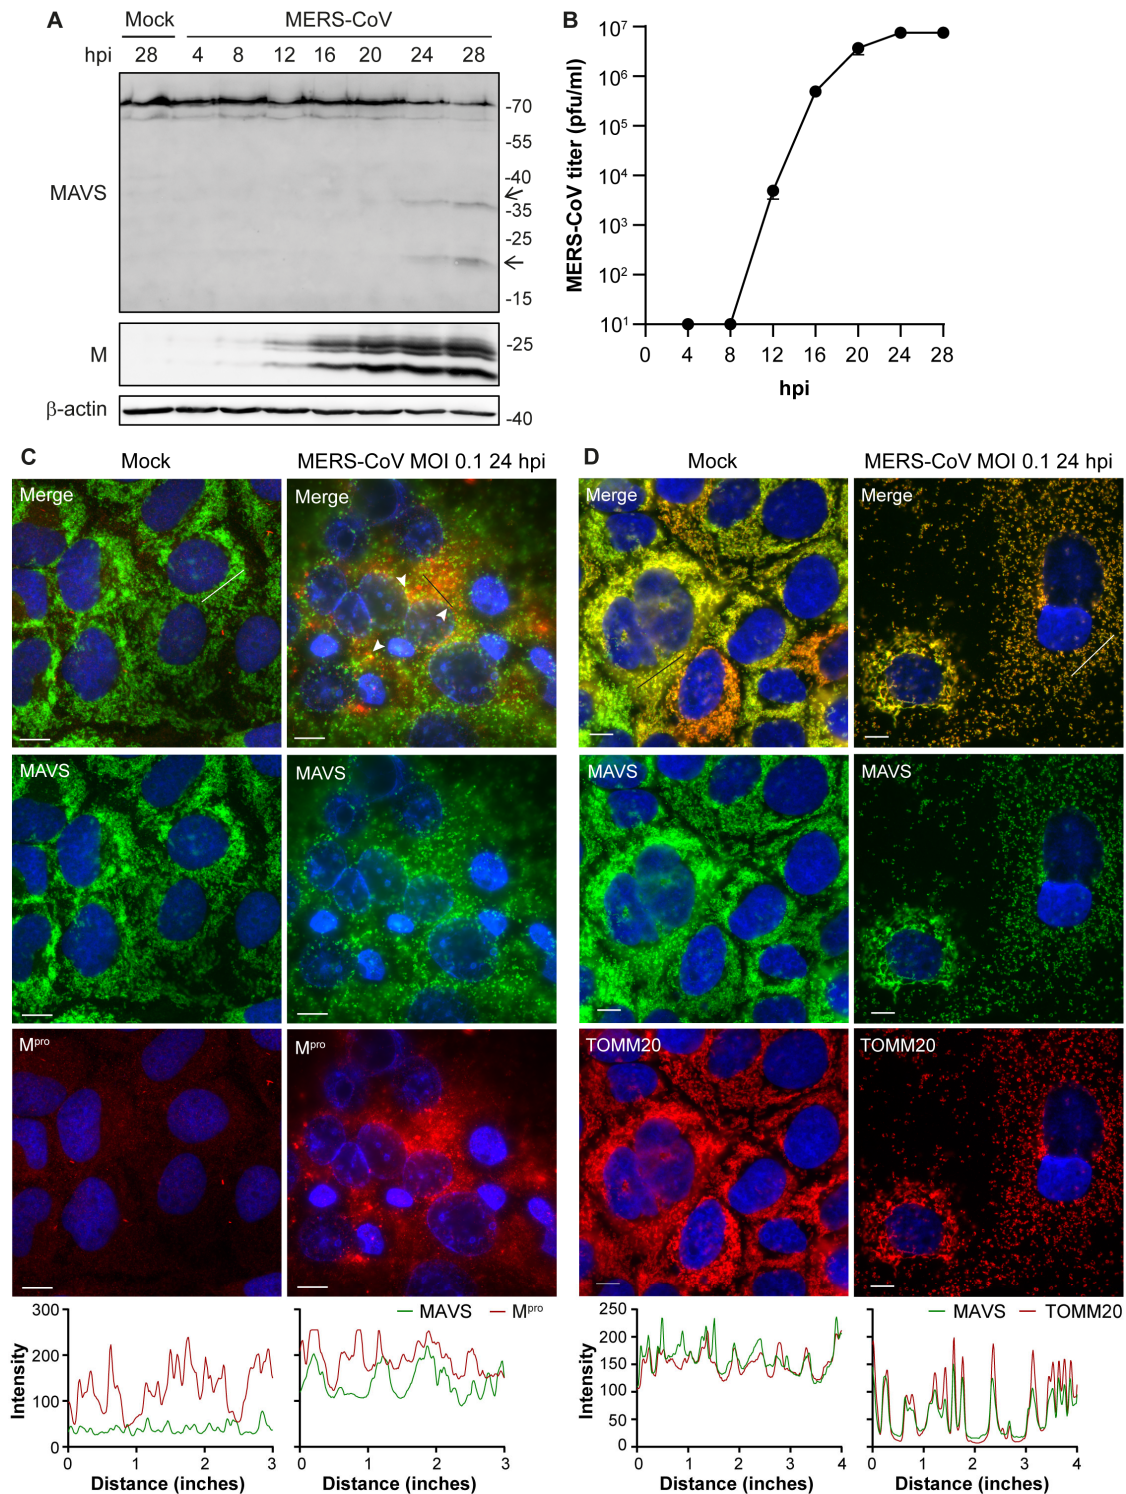 A
Mock MERS-CoV
hpi 28 4 8 12 16 20 24 28
-70
-55
-40
MAVS
-35
-25
-15
M
-25
β-actin
-40
B
MERS-CoV titer (pfu/ml)
10⁷
10⁶
10⁵
10⁴
10³
10²
10¹
0 4 8 12 16 20 24 28
hpi
C
Mock MERS-CoV MOI 0.1 24 hpi
Merge Merge
MAVS MAVS
Mᵖʳᵒ Mᵖʳᵒ
MAVS Mᵖʳᵒ
Intensity
300
200
100
0
0 1 2 3
Distance (inches)
0 1 2 3
Distance (inches)
D
Mock MERS-CoV MOI 0.1 24 hpi
Merge Merge
MAVS MAVS
TOMM20 TOMM20
MAVS TOMM20
Intensity
250
200
150
100
50
0
0 1 2 3 4
Distance (inches)
0 1 2 3 4
Distance (inches)